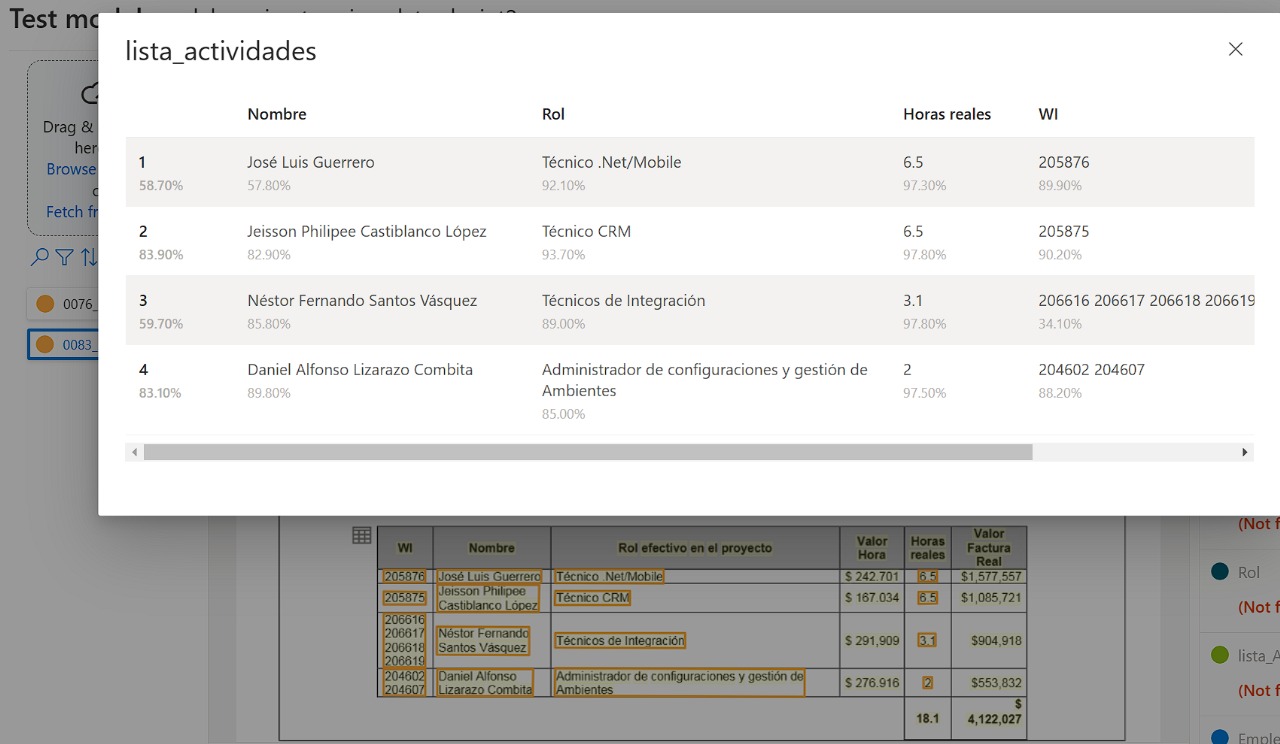 Test
lista_actividades
Drag &
Browse
Fetch
0076_
0083_
Nombre Rol Horas reales WI
1 José Luis Guerrero Técnico .Net/Mobile 6.5 205876
58.70% 57.80% 92.10% 97.30% 89.90%
2 Jeisson Philipee Castiblanco López Técnico CRM 6.5 205875
83.90% 82.90% 93.70% 97.80% 90.20%
3 Néstor Fernando Santos Vásquez Técnicos de Integración 3.1 206616 206617 206618 206619
59.70% 85.80% 89.00% 97.80% 34.10%
4 Daniel Alfonso Lizarazo Combita Administrador de configuraciones y gestión de 2 204602 204607
Ambientes
83.10% 89.80% 85.00% 97.50% 88.20%
WI Nombre Rol efectivo en el proyecto Valor Hora Horas reales Valor Factura Real
205876 José Luis Guerrero Técnico .Net/Mobile $ 242.701 6.5 $1,577,557
205875 Jeisson Philipee Castiblanco López Técnico CRM $ 167.034 6.5 $1,085,721
206616 206617 206618 206619 Néstor Fernando Santos Vásquez Técnicos de Integración $ 291,909 3.1 $904,918
204602 204607 Daniel Alfonso Lizarazo Combita Administrador de configuraciones y gestión de Ambientes $ 276.916 2 $553,832
18.1 $ 4,122,027
(Not
Rol
(Not
lista_A
(Not
Emple